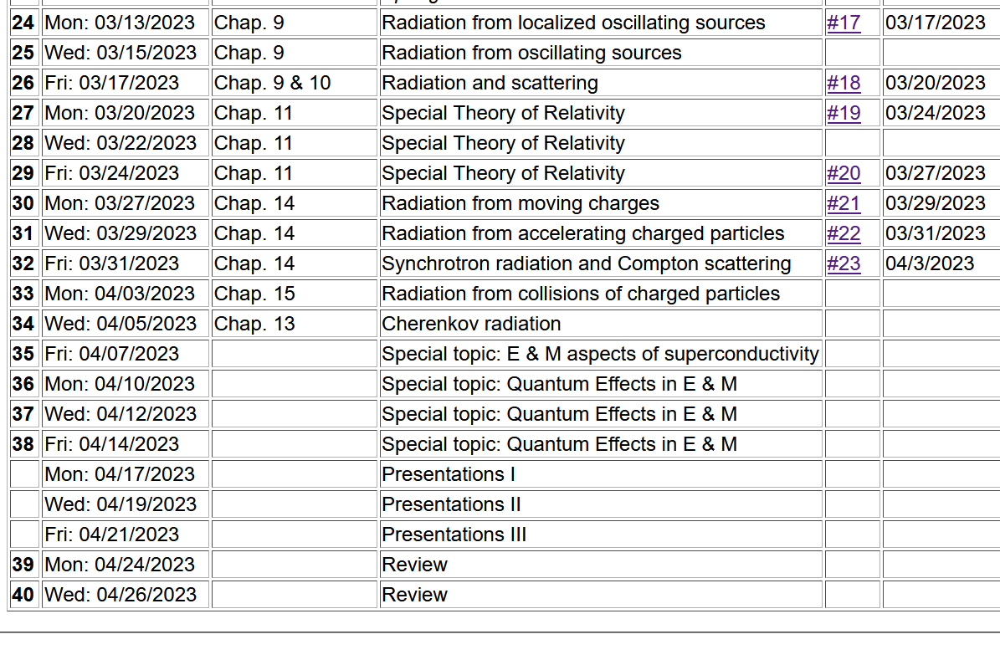 24 Mon: 03/13/2023 Chap. 9 Radiation from localized oscillating sources #17 03/17/2023
25 Wed: 03/15/2023 Chap. 9 Radiation from oscillating sources
26 Fri: 03/17/2023 Chap. 9 & 10 Radiation and scattering #18 03/20/2023
27 Mon: 03/20/2023 Chap. 11 Special Theory of Relativity #19 03/24/2023
28 Wed: 03/22/2023 Chap. 11 Special Theory of Relativity
29 Fri: 03/24/2023 Chap. 11 Special Theory of Relativity #20 03/27/2023
30 Mon: 03/27/2023 Chap. 14 Radiation from moving charges #21 03/29/2023
31 Wed: 03/29/2023 Chap. 14 Radiation from accelerating charged particles #22 03/31/2023
32 Fri: 03/31/2023 Chap. 14 Synchrotron radiation and Compton scattering #23 04/3/2023
33 Mon: 04/03/2023 Chap. 15 Radiation from collisions of charged particles
34 Wed: 04/05/2023 Chap. 13 Cherenkov radiation
35 Fri: 04/07/2023 Special topic: E & M aspects of superconductivity
36 Mon: 04/10/2023 Special topic: Quantum Effects in E & M
37 Wed: 04/12/2023 Special topic: Quantum Effects in E & M
38 Fri: 04/14/2023 Special topic: Quantum Effects in E & M
Mon: 04/17/2023 Presentations I
Wed: 04/19/2023 Presentations II
Fri: 04/21/2023 Presentations III
39 Mon: 04/24/2023 Review
40 Wed: 04/26/2023 Review